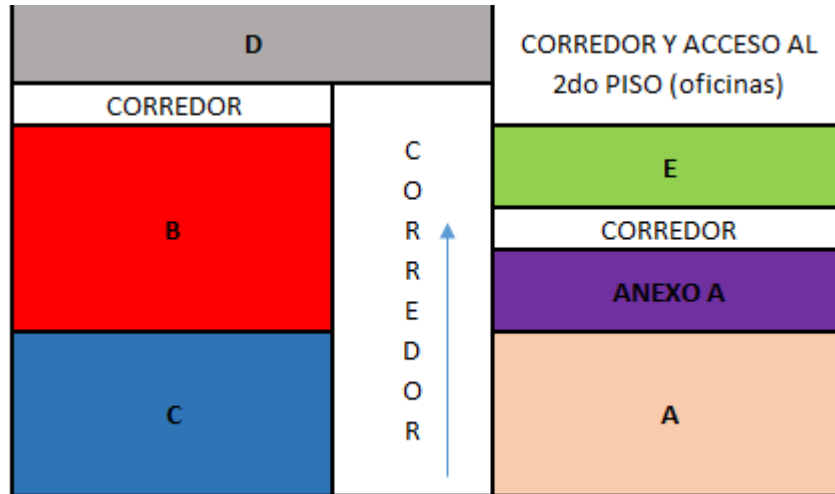 D
CORREDOR Y ACCESO AL
2do PISO (oficinas)
CORREDOR
B
C
O
R
R
E
D
O
R
E
CORREDOR
ANEXO A
C
A